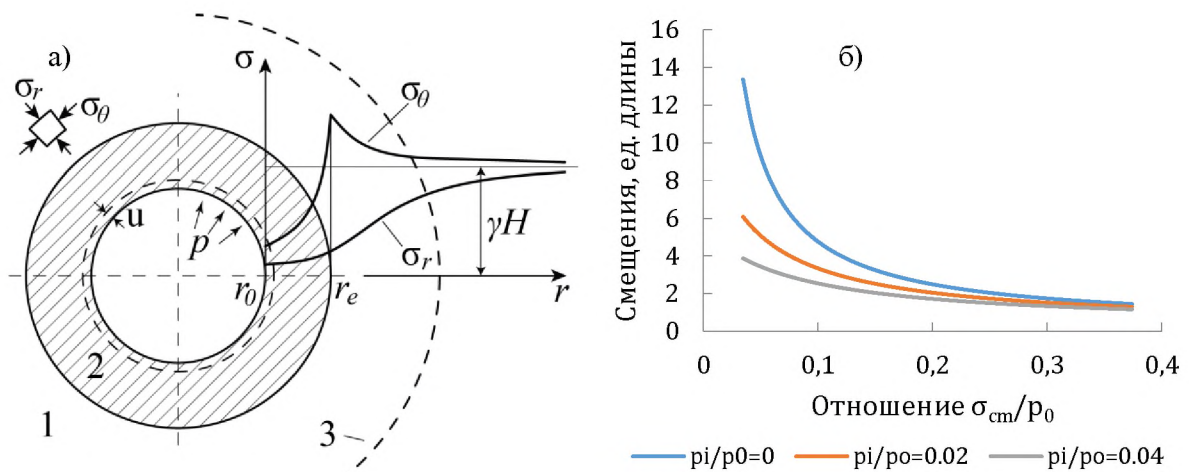 а)
σ
σr
σθ
σθ
u
p
r0
re
σr
γH
r
1
2
3
б)
Смещения, ед. длины
16
14
12
10
8
6
4
2
0
0
0,1
0,2
0,3
0,4
Отношение σcm/p0
pi/p0=0
pi/po=0.02
pi/po=0.04